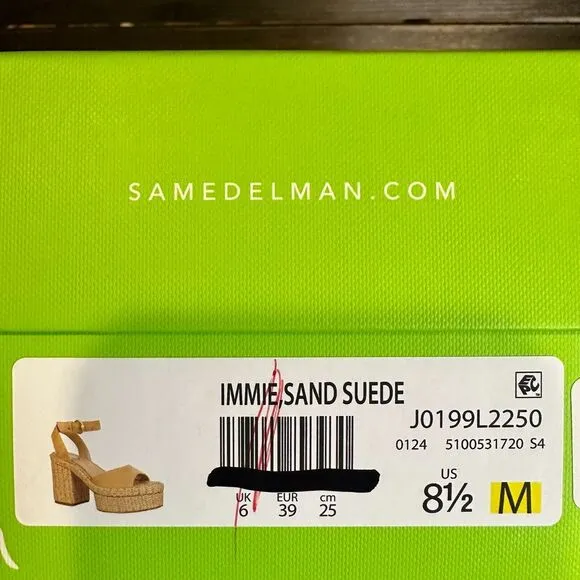 SAMEDELMAN.COM
IMMIE,SAND SUEDE
J0199L2250
0124 5100531720 S4
UK EUR cm
6 39 25
US
8½ M